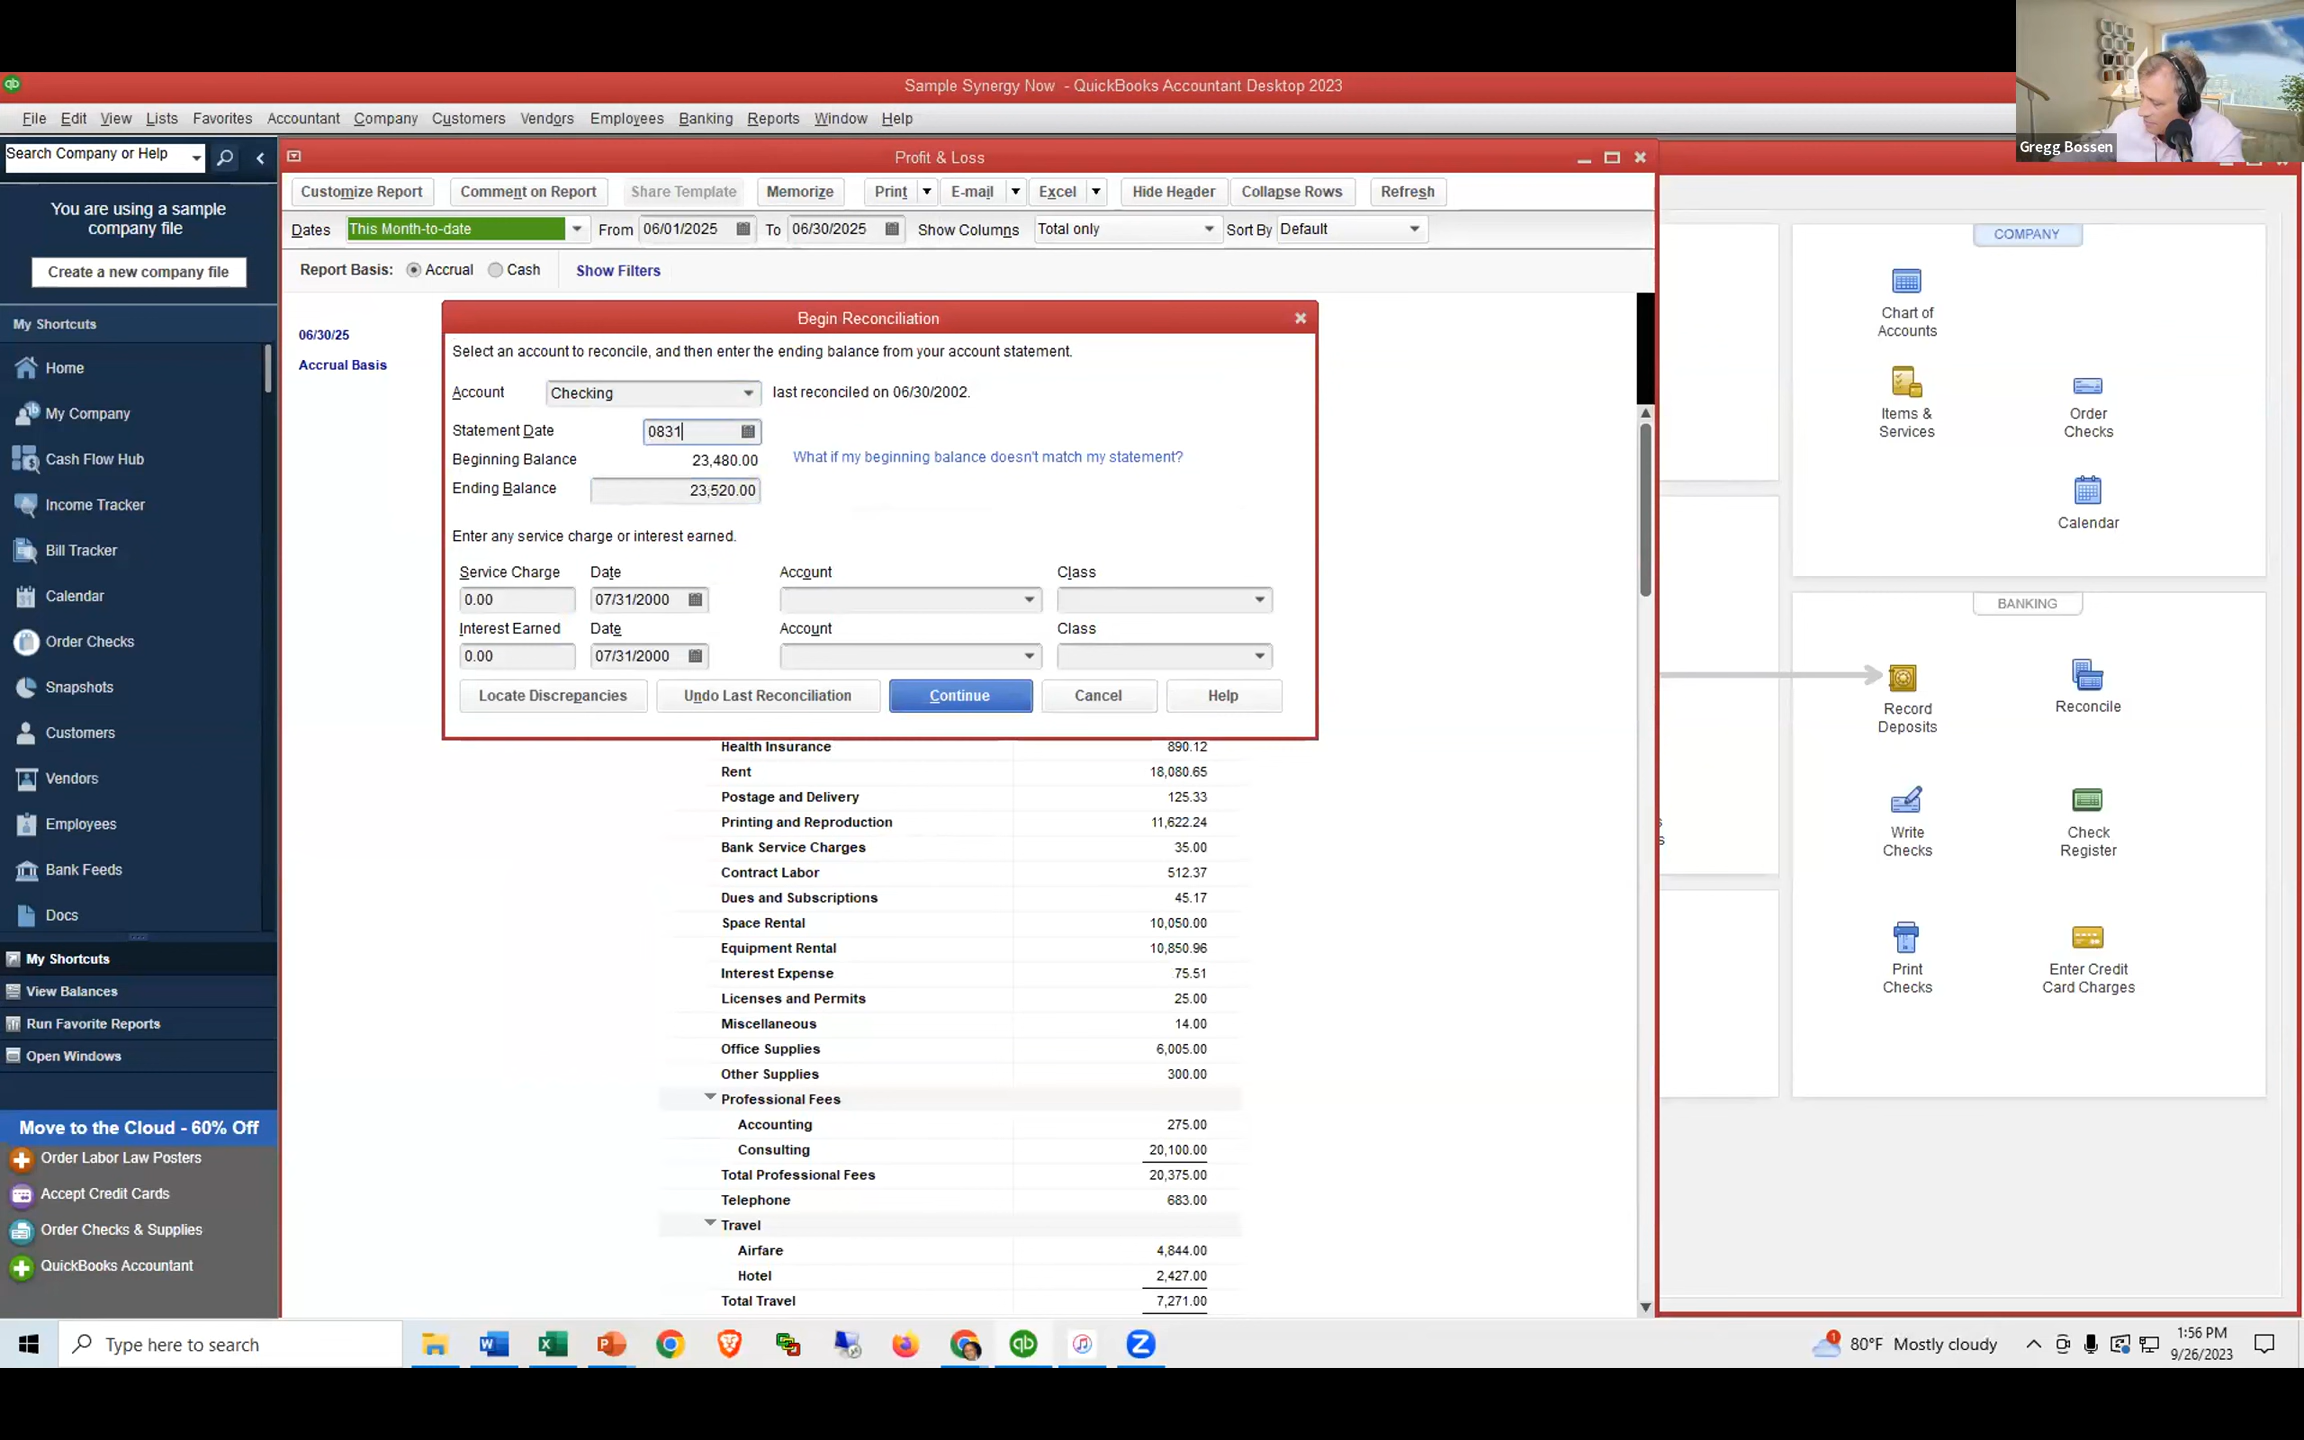 Gregg Bossen
Sample Synergy Now - QuickBooks Accountant Desktop 2023
File Edit View Lists Favorites Accountant Company Customers Vendors Employees Banking Reports Window Help
Search Company or Help
You are using a sample
company file
Create a new company file
My Shortcuts
Home
My Company
Cash Flow Hub
Income Tracker
Bill Tracker
Calendar
Order Checks
Snapshots
Customers
Vendors
Employees
Bank Feeds
Docs
My Shortcuts
View Balances
Run Favorite Reports
Open Windows
Move to the Cloud - 60% Off
Order Labor Law Posters
Accept Credit Cards
Order Checks & Supplies
QuickBooks Accountant
Profit & Loss
Customize Report Comment on Report Share Template Memorize Print E-mail Excel Hide Header Collapse Rows Refresh
Dates This Month-to-date From 06/01/2025 To 06/30/2025 Show Columns Total only Sort By Default
Report Basis: Accrual Cash Show Filters
06/30/25
Accrual Basis
Begin Reconciliation
Select an account to reconcile, and then enter the ending balance from your account statement.
Account Checking last reconciled on 06/30/2002.
Statement Date 0831
Beginning Balance 23,480.00 What if my beginning balance doesn't match my statement?
Ending Balance 23,520.00
Enter any service charge or interest earned.
Service Charge Date Account Class
0.00 07/31/2000
Interest Earned Date Account Class
0.00 07/31/2000
Locate Discrepancies Undo Last Reconciliation Continue Cancel Help
Health Insurance 890.12
Rent 18,080.65
Postage and Delivery 125.33
Printing and Reproduction 11,622.24
Bank Service Charges 35.00
Contract Labor 512.37
Dues and Subscriptions 45.17
Space Rental 10,050.00
Equipment Rental 10,850.96
Interest Expense 75.51
Licenses and Permits 25.00
Miscellaneous 14.00
Office Supplies 6,005.00
Other Supplies 300.00
Professional Fees
Accounting 275.00
Consulting 20,100.00
Total Professional Fees 20,375.00
Telephone 683.00
Travel
Airfare 4,844.00
Hotel 2,427.00
Total Travel 7,271.00
COMPANY
Chart of
Accounts
Items &
Services
Order
Checks
Calendar
BANKING
Record
Deposits
Reconcile
Write
Checks
Check
Register
Print
Checks
Enter Credit
Card Charges
Type here to search
80°F Mostly cloudy
1:56 PM
9/26/2023